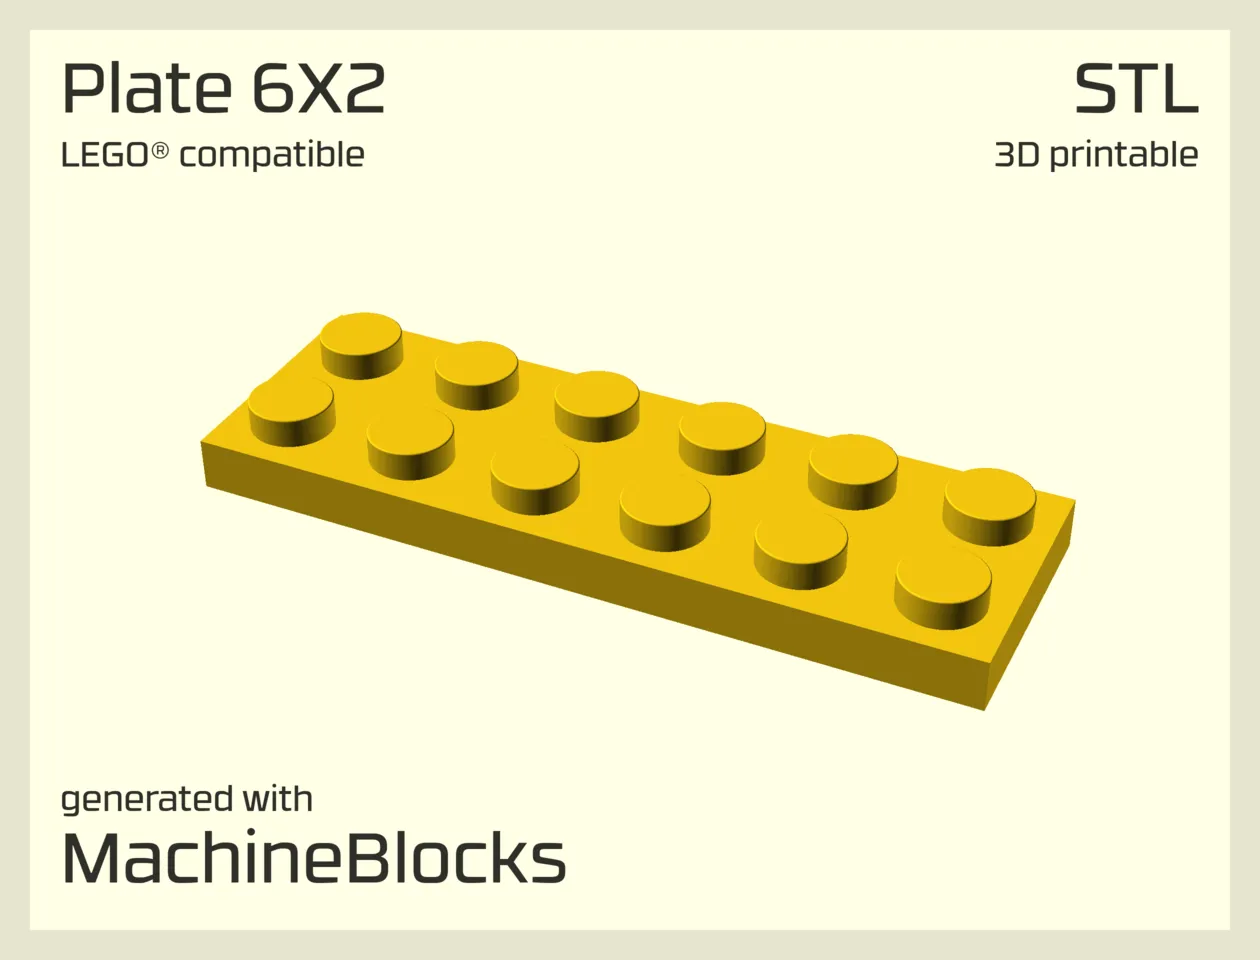 Plate 6X2
LEGO® compatible
STL
3D printable
generated with
MachineBlocks